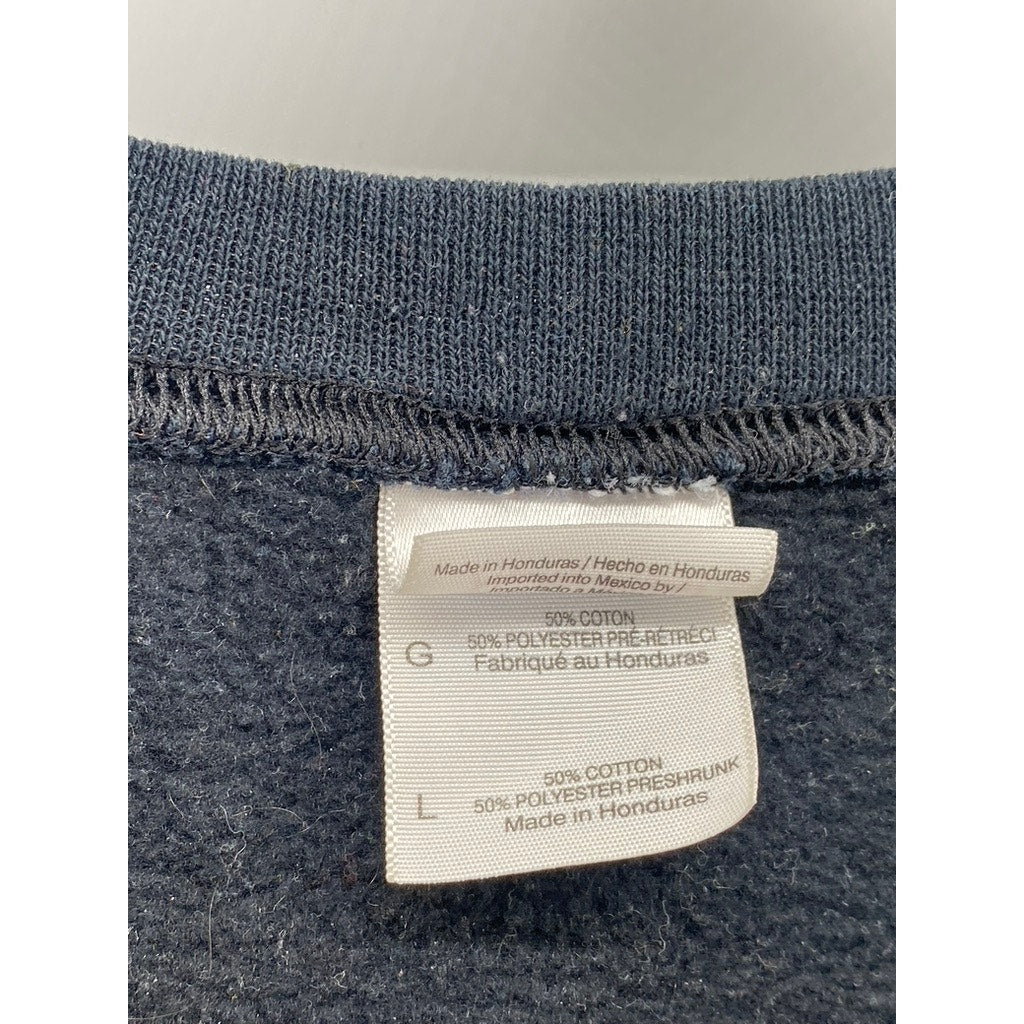 Made in Honduras / Hecho en Honduras
Imported into Mexico by /
Importado a
50% COTON
50% POLYESTER PRÉ-RÉTRÉCI
G
Fabriqué au Honduras
50% COTTON
50% POLYESTER PRESHRUNK
L
Made in Honduras